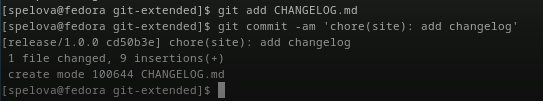 [spelova@fedora git-extended]$ git add CHANGELOG.md
[spelova@fedora git-extended]$ git commit -am 'chore(site): add changelog'
[release/1.0.0 cd50b3e] chore(site): add changelog
 1 file changed, 9 insertions(+)
 create mode 100644 CHANGELOG.md
[spelova@fedora git-extended]$